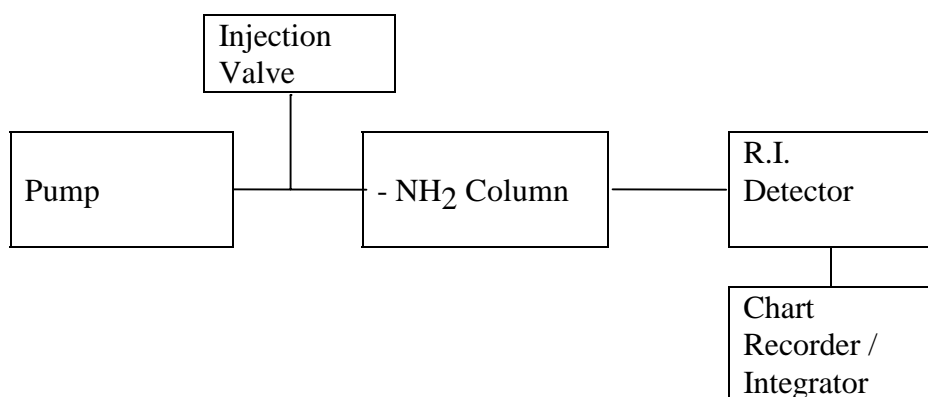 Injection
Valve
Pump
- NH2 Column
R.I.
Detector
Chart
Recorder /
Integrator